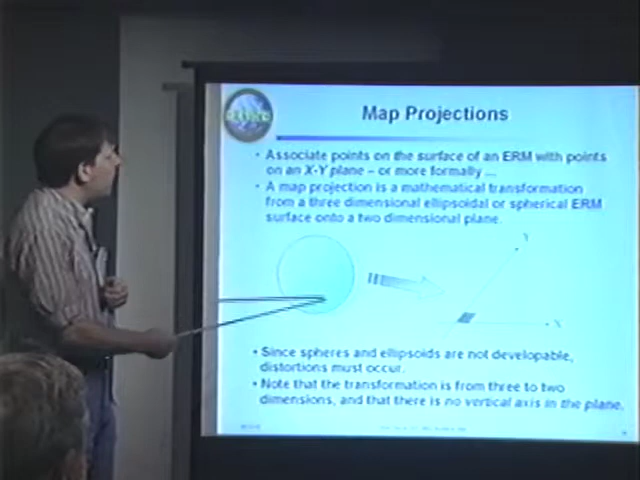 Map Projections
• Associate points on the surface of an ERM with points
on an X-Y plane – or more formally ...
• A map projection is a mathematical transformation
from a three dimensional ellipsoidal or spherical ERM
surface onto a two dimensional plane.
Y
X
• Since spheres and ellipsoids are not developable,
distortions must occur.
• Note that the transformation is from three to two
dimensions, and that there is no vertical axis in the plane.